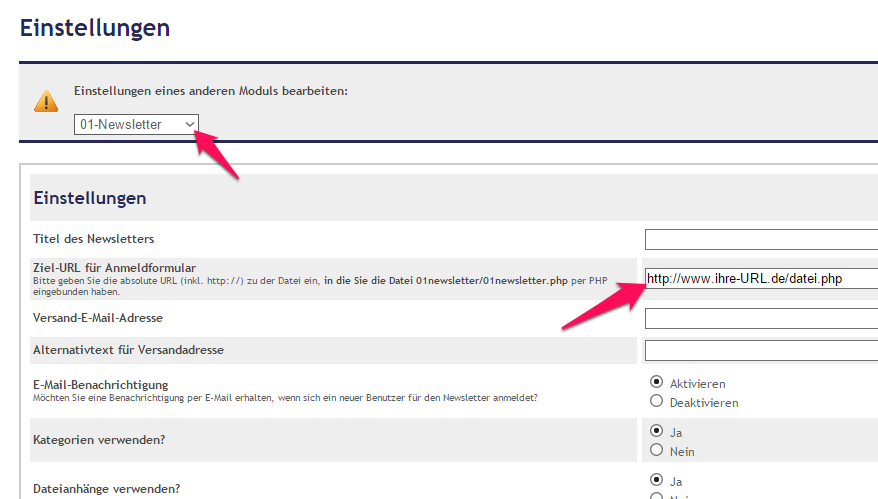 Einstellungen
Einstellungen eines anderen Moduls bearbeiten:
01-Newsletter
Einstellungen
Titel des Newsletters
Ziel-URL für Anmeldformular
Bitte geben Sie die absolute URL (inkl. http://) zu der Datei ein, in die Sie die Datei 01newsletter/01newsletter.php per PHP
eingebunden haben.
http://www.ihre-URL.de/datei.php
Versand-E-Mail-Adresse
Alternativtext für Versandadresse
E-Mail-Benachrichtigung
Möchten Sie eine Benachrichtigung per E-Mail erhalten, wenn sich ein neuer Benutzer für den Newsletter anmeldet?
Aktivieren
Deaktivieren
Kategorien verwenden?
Ja
Nein
Dateianhänge verwenden?
Ja